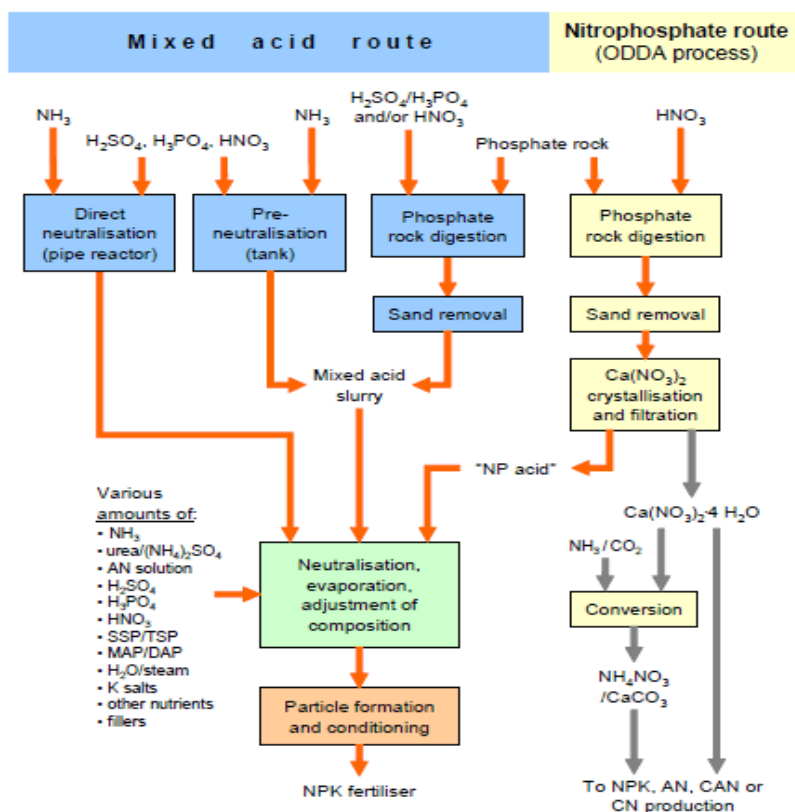 Mixed acid route
Nitrophosphate route
(ODDA process)
NH₃
H₂SO₄, H₃PO₄, HNO₃
NH₃
H₂SO₄/H₃PO₄
and/or HNO₃
Phosphate rock
HNO₃
Direct
neutralisation
(pipe reactor)
Pre-
neutralisation
(tank)
Phosphate
rock digestion
Phosphate
rock digestion
Sand removal
Sand removal
Mixed acid
slurry
Ca(NO₃)₂
crystallisation
and filtration
"NP acid"
Various
amounts of:
▪ NH₃
▪ urea/(NH₄)₂SO₄
▪ AN solution
▪ H₂SO₄
▪ H₃PO₄
▪ HNO₃
▪ SSP/TSP
▪ MAP/DAP
▪ H₂O/steam
▪ K salts
▪ other nutrients
▪ fillers
Neutralisation,
evaporation,
adjustment of
composition
Ca(NO₃)₂·4 H₂O
NH₃/CO₂
Conversion
NH₄NO₃
/CaCO₃
Particle formation
and conditioning
NPK fertiliser
To NPK, AN, CAN or
CN production